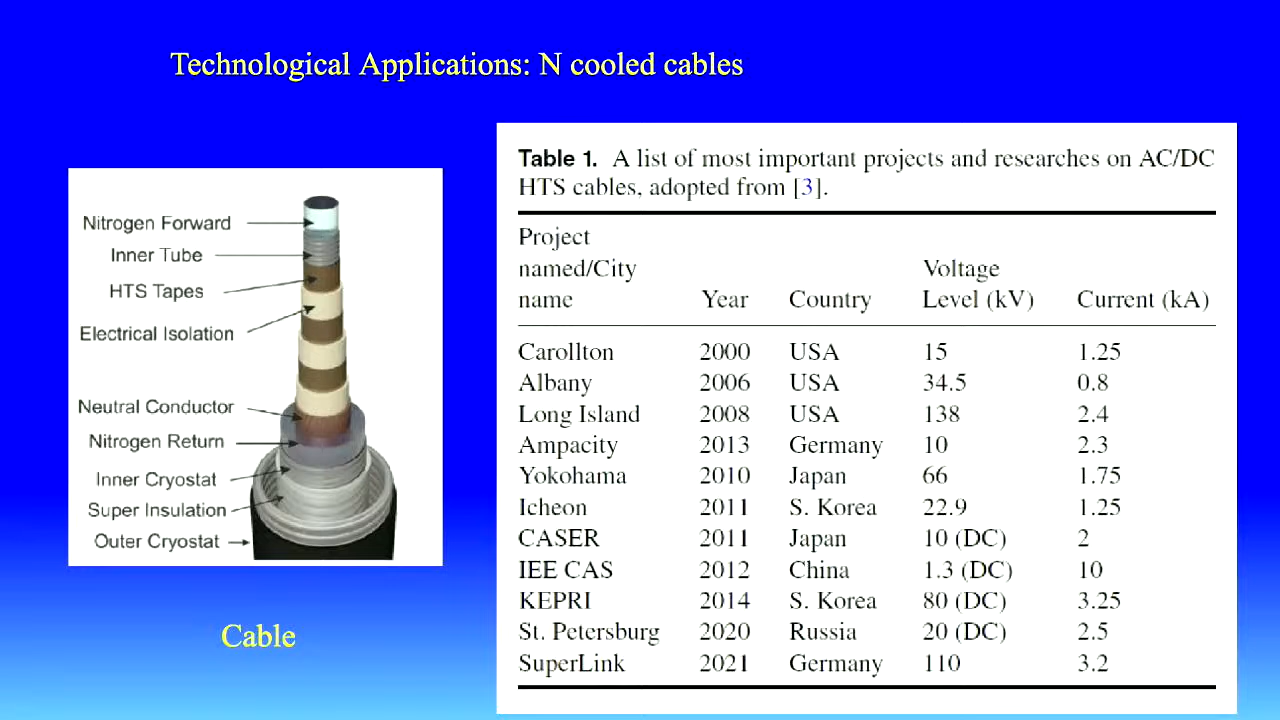 Technological Applications: N cooled cables
Nitrogen Forward
Inner Tube
HTS Tapes
Electrical Isolation
Neutral Conductor
Nitrogen Return
Inner Cryostat
Super Insulation
Outer Cryostat
Cable
Table 1. A list of most important projects and researches on AC/DC
HTS cables, adopted from [3].
Project
named/City Voltage
name Year Country Level (kV) Current (kA)
Carollton 2000 USA 15 1.25
Albany 2006 USA 34.5 0.8
Long Island 2008 USA 138 2.4
Ampacity 2013 Germany 10 2.3
Yokohama 2010 Japan 66 1.75
Icheon 2011 S. Korea 22.9 1.25
CASER 2011 Japan 10 (DC) 2
IEE CAS 2012 China 1.3 (DC) 10
KEPRI 2014 S. Korea 80 (DC) 3.25
St. Petersburg 2020 Russia 20 (DC) 2.5
SuperLink 2021 Germany 110 3.2